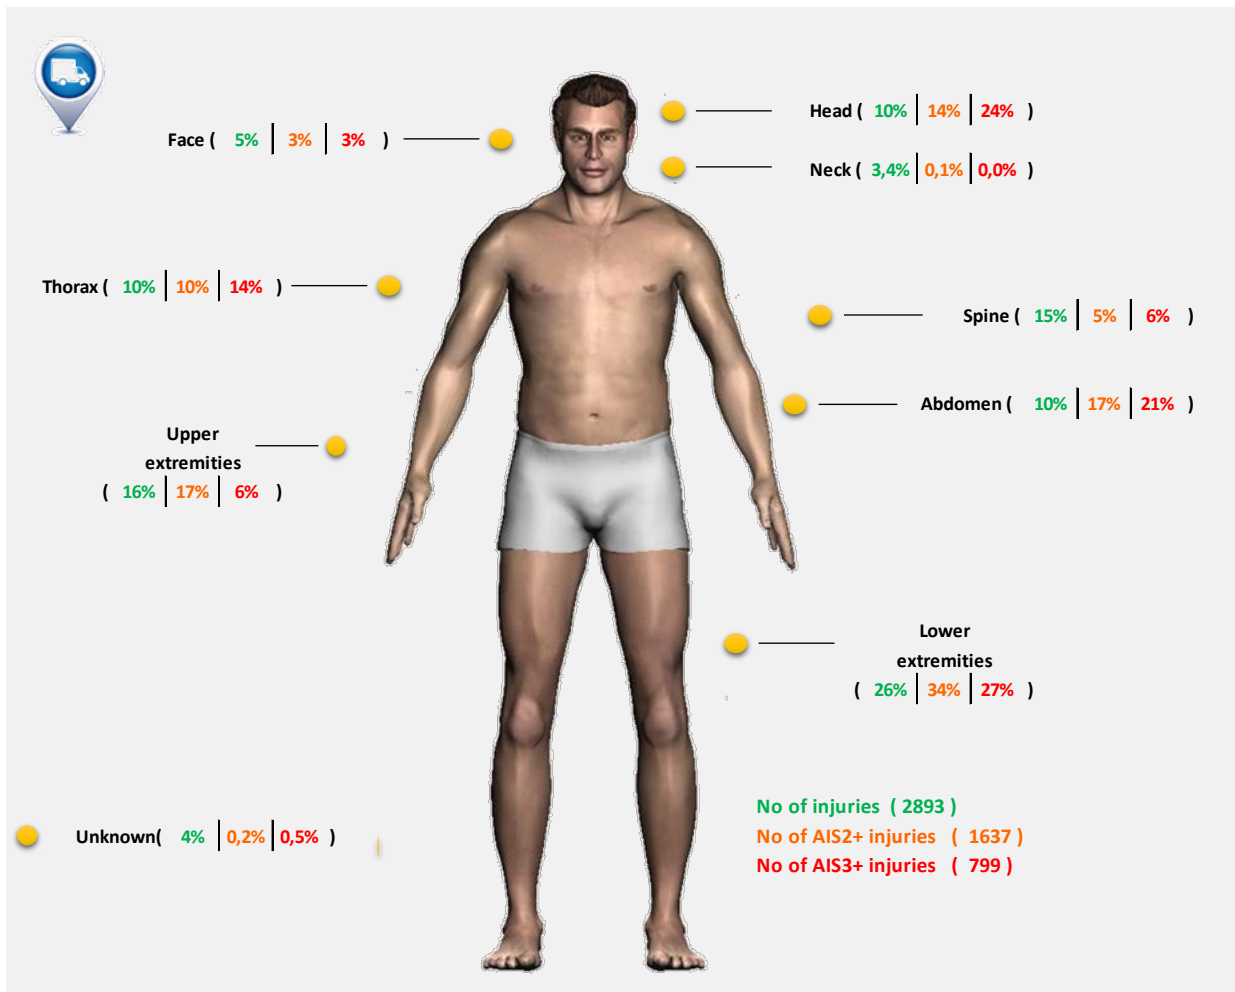 Head ( 10% | 14% | 24% )
Face ( 5% | 3% | 3% )
Neck ( 3,4% | 0,1% | 0,0% )
Thorax ( 10% | 10% | 14% )
Spine ( 15% | 5% | 6% )
Abdomen ( 10% | 17% | 21% )
Upper
extremities
( 16% | 17% | 6% )
Lower
extremities
( 26% | 34% | 27% )
No of injuries ( 2893 )
No of AIS2+ injuries ( 1637 )
No of AIS3+ injuries ( 799 )
Unknown( 4% | 0,2% | 0,5% )